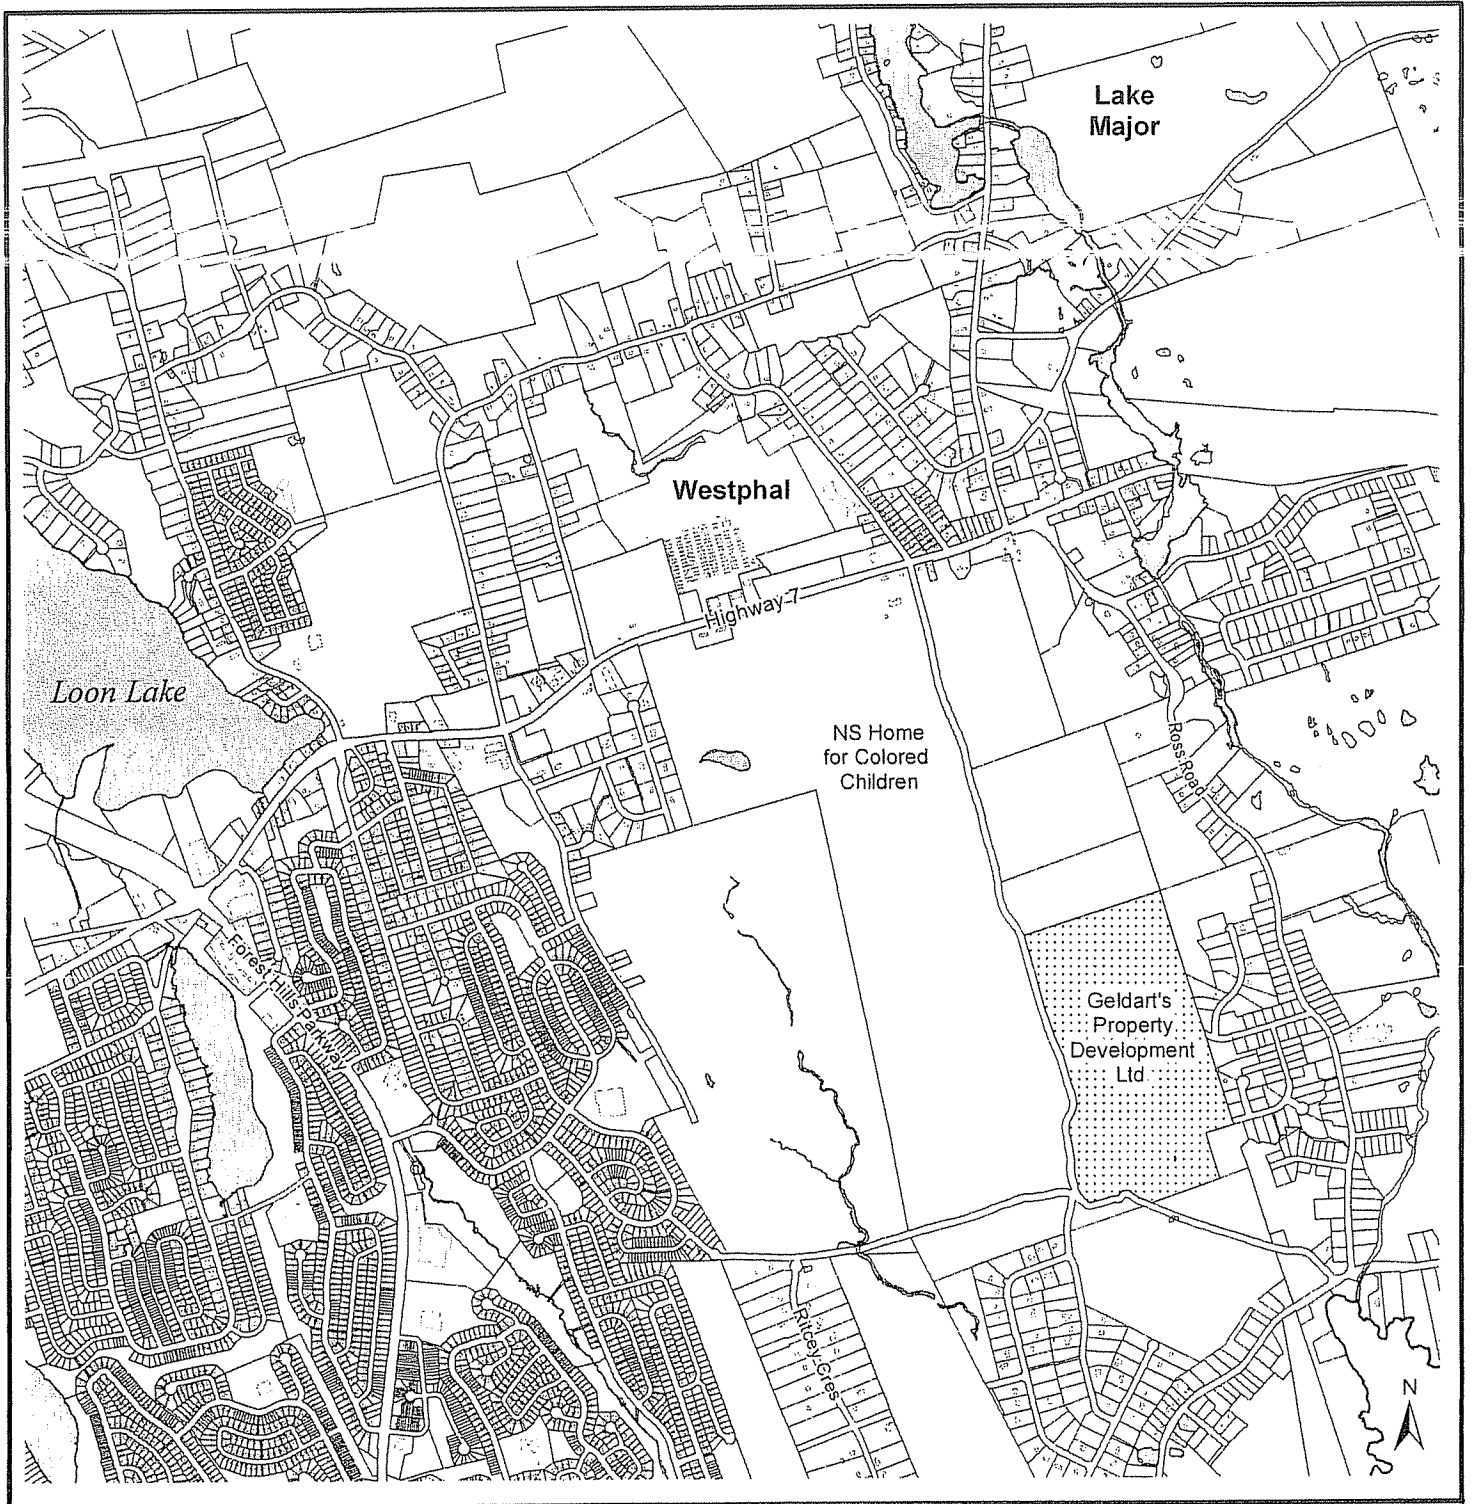 Lake
Major
Westphal
Highway 7
Loon Lake
NS Home
for Colored
Children
Ross Road
Forest Hills Parkway
Geldart's
Property
Development
Ltd
Ritcey Cres
N